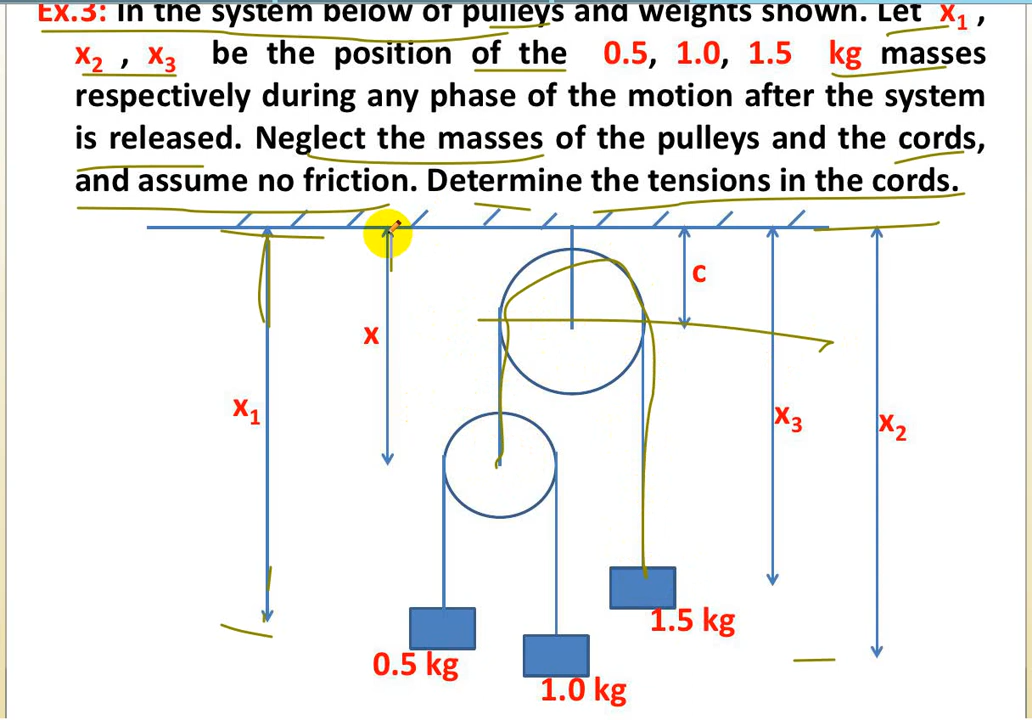 Ex.3: In the system below of pulleys and weights shown. Let x₁ ,
x₂ , x₃ be the position of the 0.5, 1.0, 1.5 kg masses
respectively during any phase of the motion after the system
is released. Neglect the masses of the pulleys and the cords,
and assume no friction. Determine the tensions in the cords.
c
x
x₁
x₃
x₂
1.5 kg
0.5 kg
1.0 kg